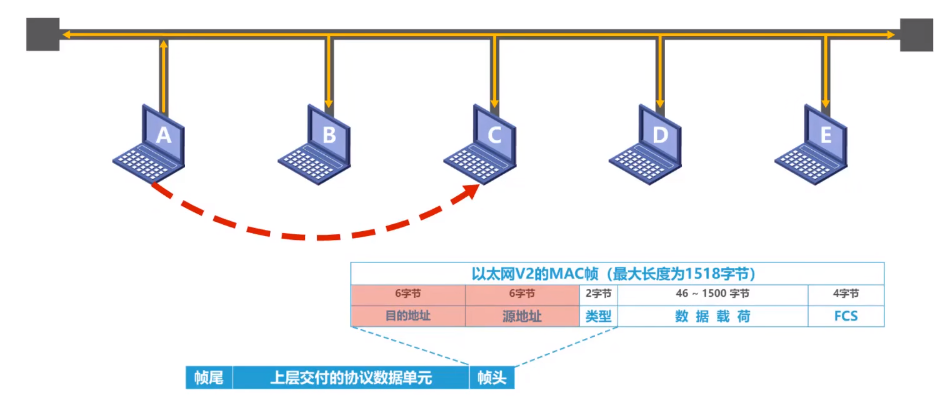 A B C D E
以太网V2的MAC帧（最大长度为1518字节）
6字节 6字节 2字节 46 ~ 1500 字节 4字节
目的地址 源地址 类型 数 据 载 荷 FCS
帧尾 上层交付的协议数据单元 帧头